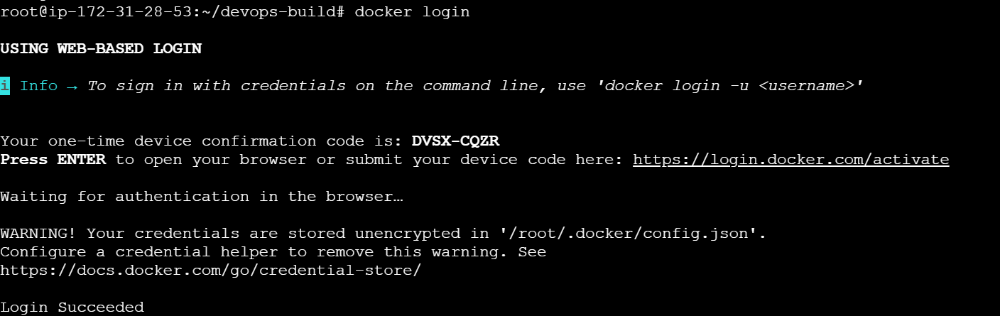 root@ip-172-31-28-53:~/devops-build# docker login
USING WEB-BASED LOGIN
i Info → To sign in with credentials on the command line, use 'docker login -u <username>'
Your one-time device confirmation code is: DVSX-CQZR
Press ENTER to open your browser or submit your device code here: https://login.docker.com/activate
Waiting for authentication in the browser…
WARNING! Your credentials are stored unencrypted in '/root/.docker/config.json'.
Configure a credential helper to remove this warning. See
https://docs.docker.com/go/credential-store/
Login Succeeded